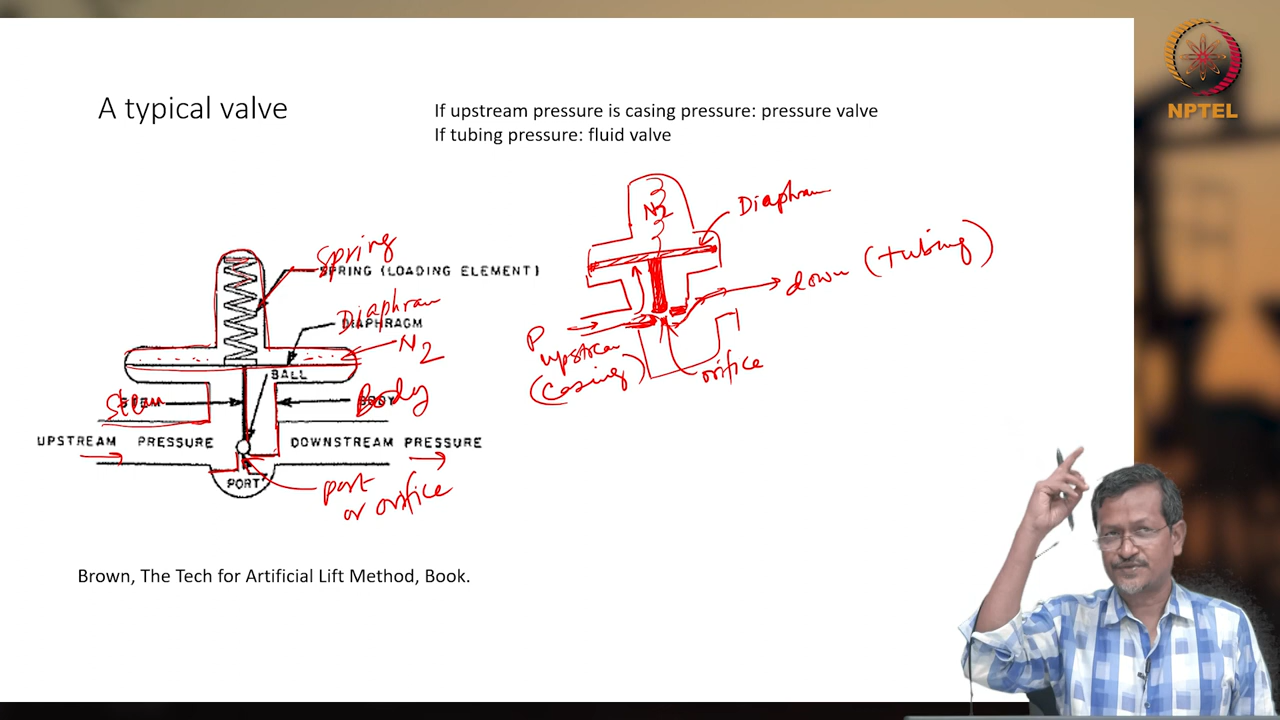 A typical valve
If upstream pressure is casing pressure: pressure valve
If tubing pressure: fluid valve
NPTEL
N2
Diaphram
down (tubing)
P upstream
(casing)
orifice
Spring
SPRING (LOADING ELEMENT)
Diaphram
DIAPHRAGM
N2
BALL
Stem
Body
UPSTREAM PRESSURE
DOWNSTREAM PRESSURE
PORT
port
or orifice
Brown, The Tech for Artificial Lift Method, Book.